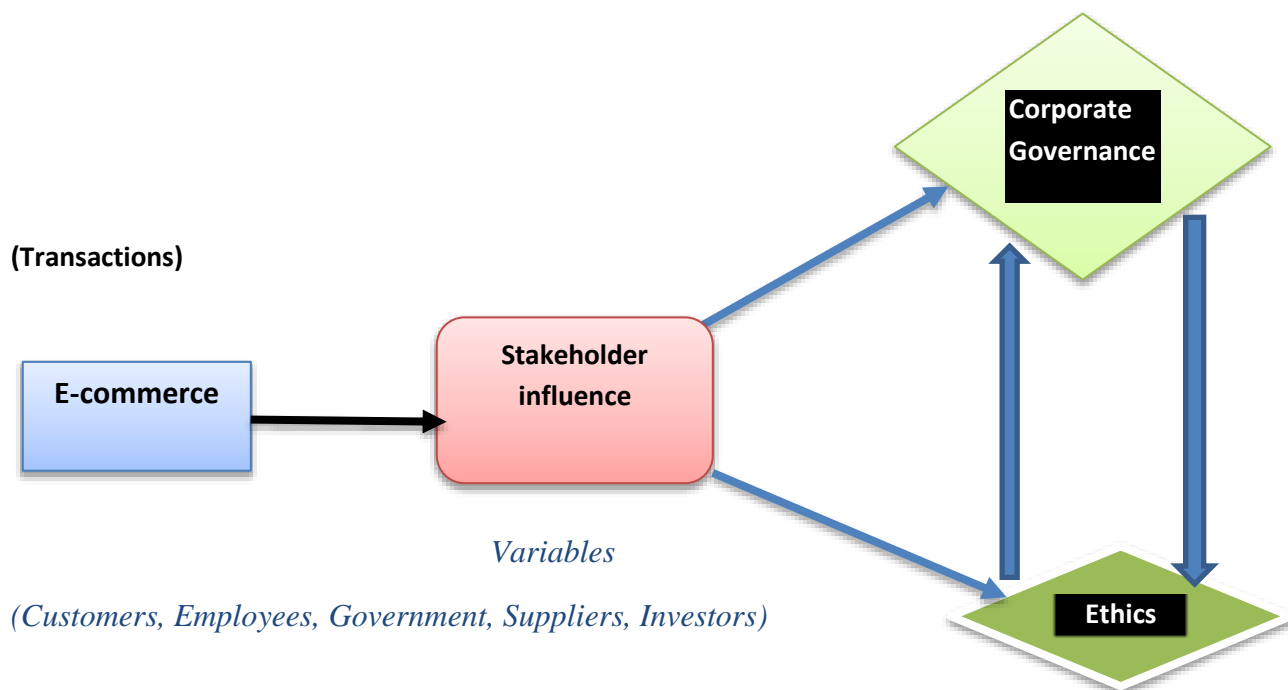 Corporate
Governance
(Transactions)
E-commerce
Stakeholder
influence
Variables
(Customers, Employees, Government, Suppliers, Investors)
Ethics